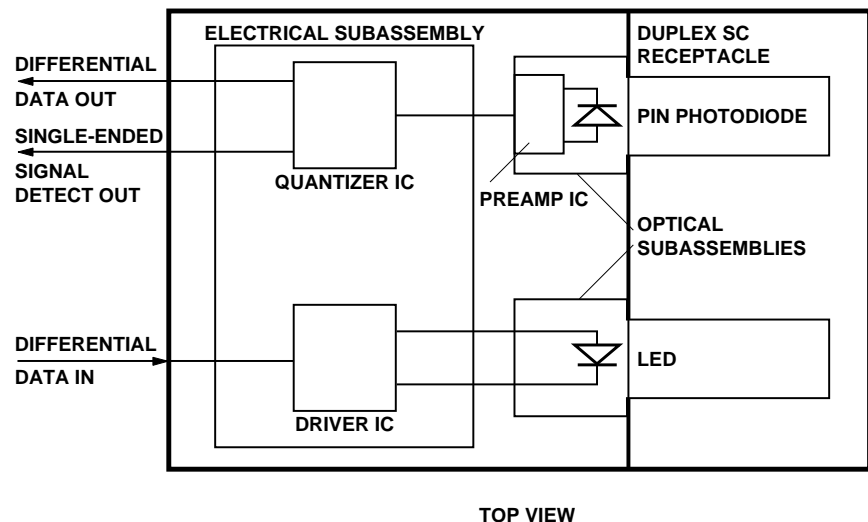 ELECTRICAL SUBASSEMBLY
DUPLEX SC
RECEPTACLE
DIFFERENTIAL
DATA OUT
SINGLE-ENDED
SIGNAL
DETECT OUT
QUANTIZER IC
PREAMP IC
PIN PHOTODIODE
OPTICAL
SUBASSEMBLIES
DIFFERENTIAL
DATA IN
DRIVER IC
LED
TOP VIEW